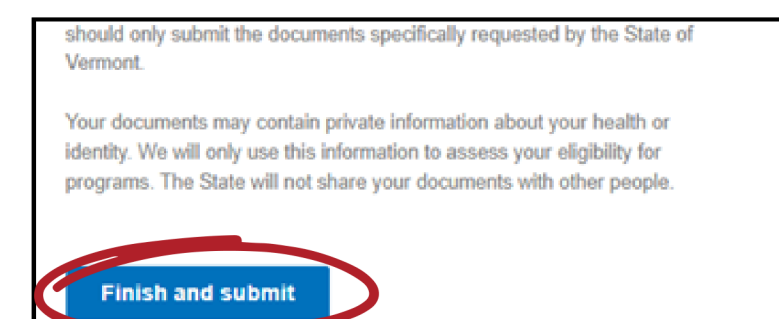 should only submit the documents specifically requested by the State of
Vermont.
Your documents may contain private information about your health or
identity. We will only use this information to assess your eligibility for
programs. The State will not share your documents with other people.
Finish and submit